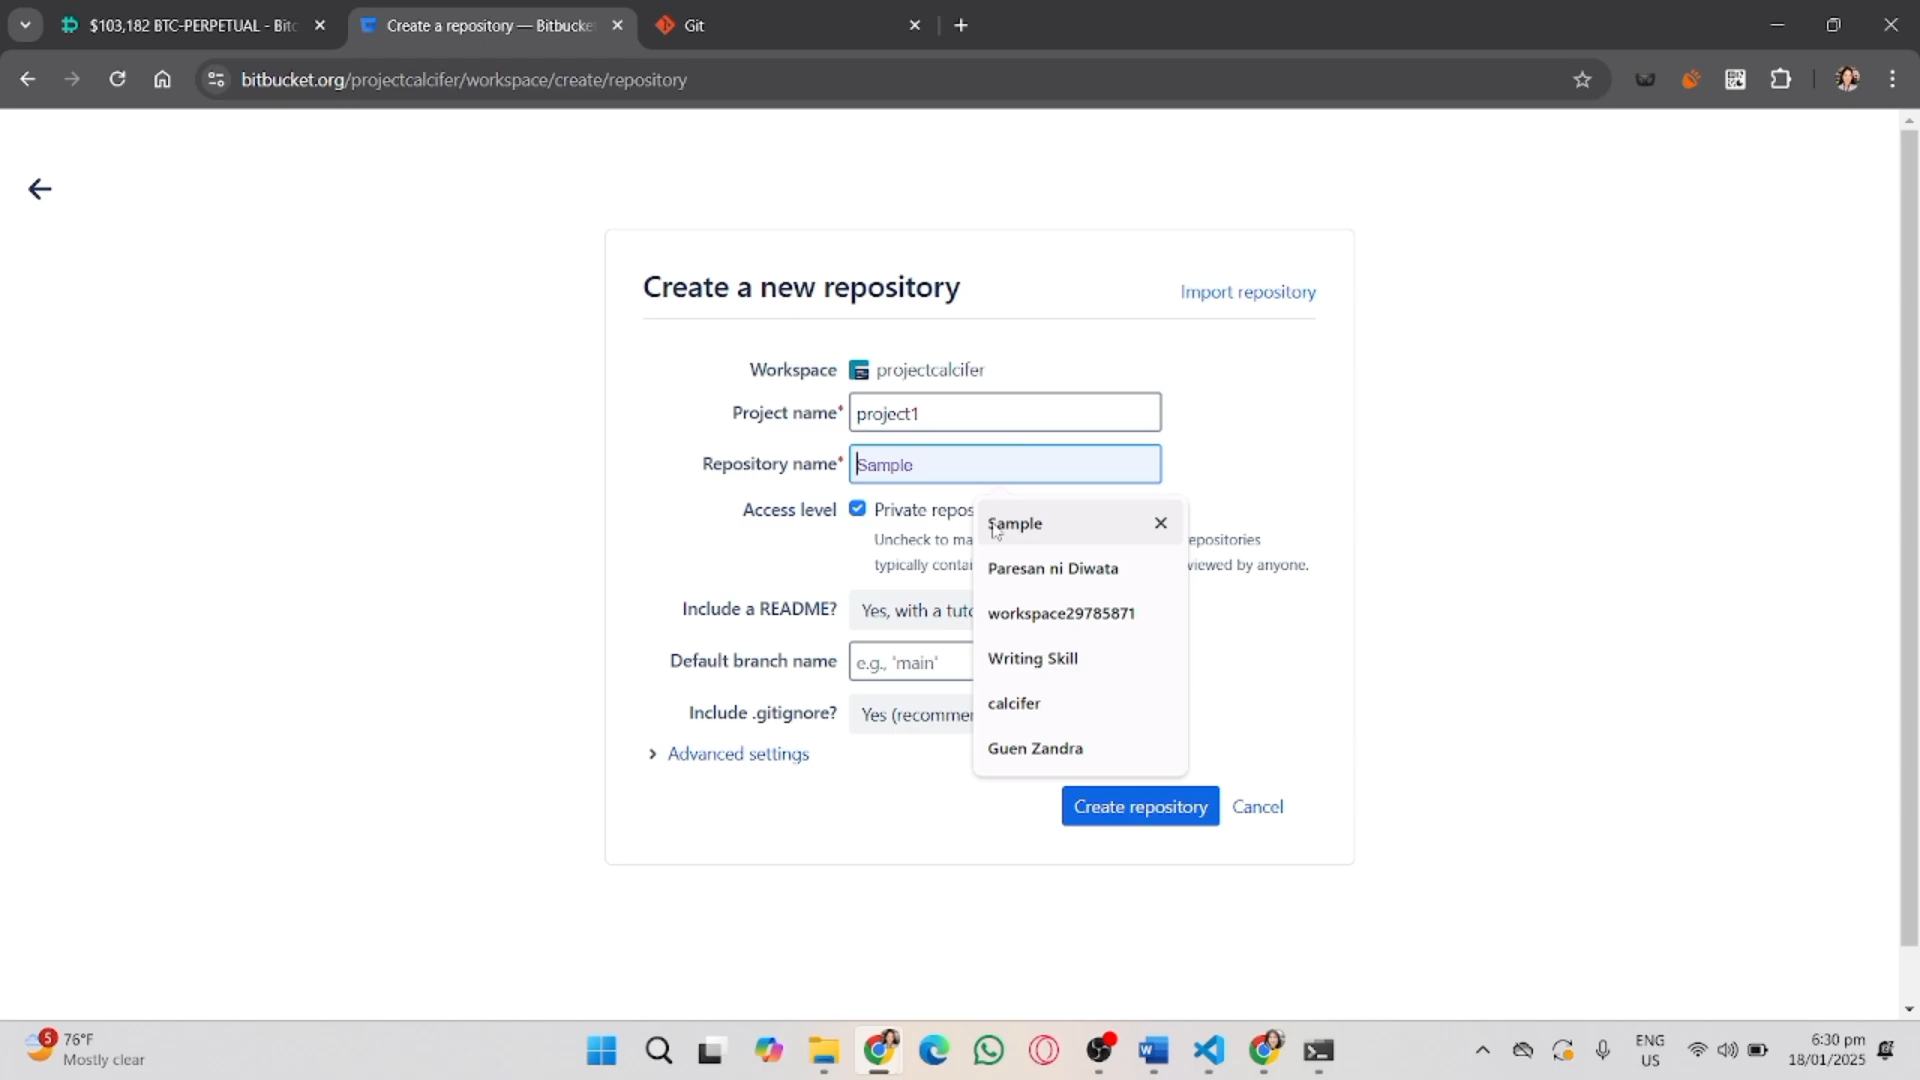 $103,182 BTC-PERPETUAL - Bitc
Create a repository — Bitbucke
Git
bitbucket.org/projectcalcifer/workspace/create/repository
Create a new repository
Import repository
Workspace
projectcalcifer
Project name*
project1
Repository name*
Sample
Access level
Private repos
Sample
Uncheck to ma
epositories
typically contai
viewed by anyone.
Paresan ni Diwata
Include a README?
Yes, with a tuto
workspace29785871
Default branch name
e.g., 'main'
Writing Skill
calcifer
Include .gitignore?
Yes (recommen
Advanced settings
Guen Zandra
Create repository
Cancel
5
76°F
Mostly clear
ENG
US
6:30 pm
18/01/2025